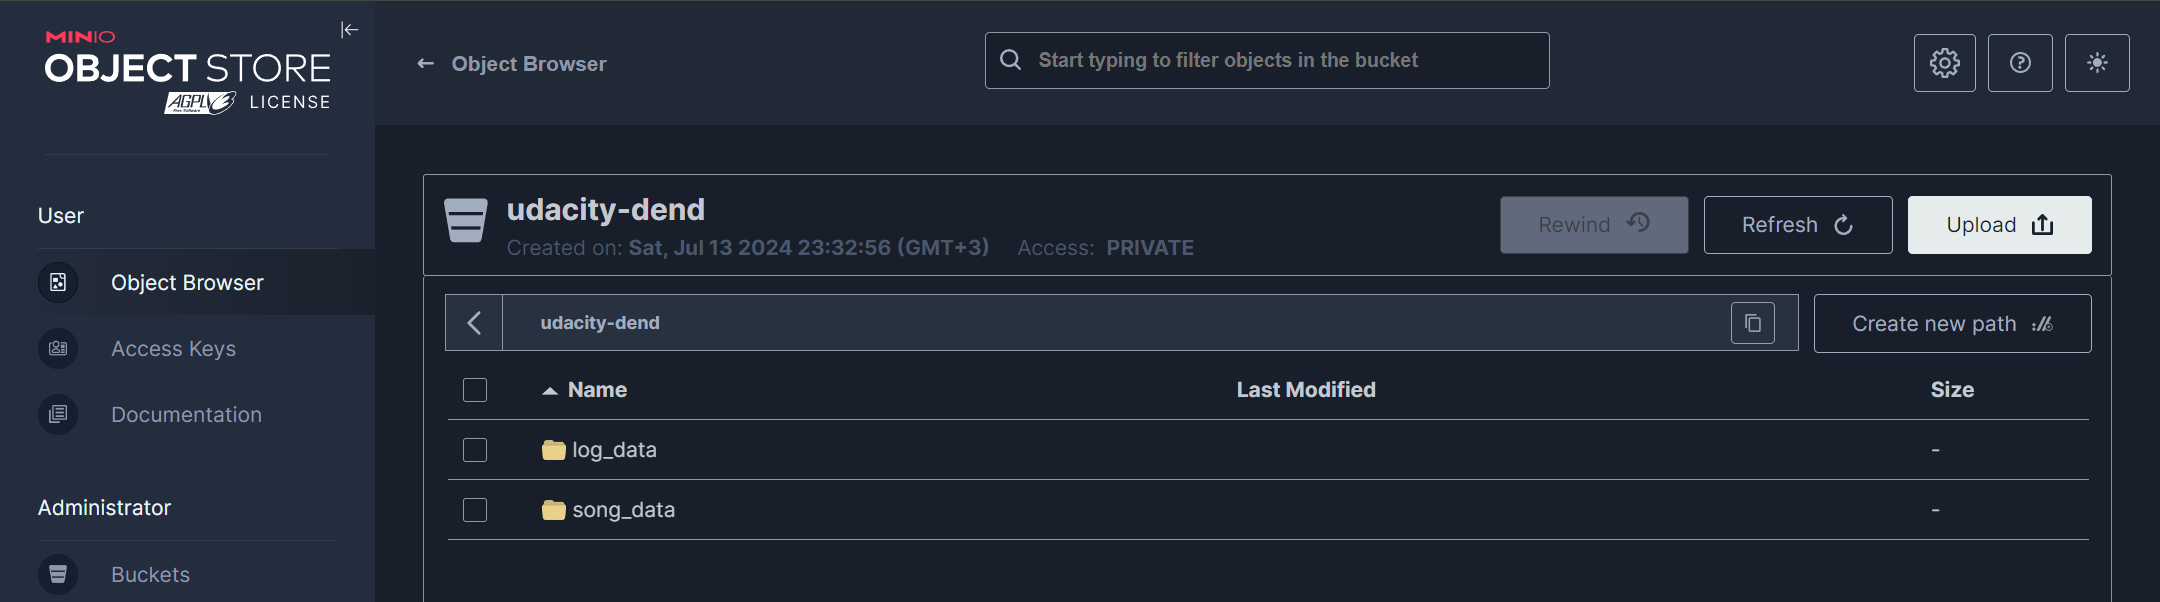 MINIO
OBJECT STORE
AGPL v3 LICENSE
User
Object Browser
Access Keys
Documentation
Administrator
Buckets
← Object Browser
Start typing to filter objects in the bucket
udacity-dend
Created on: Sat, Jul 13 2024 23:32:56 (GMT+3) Access: PRIVATE
Rewind
Refresh
Upload
udacity-dend
Create new path
Name Last Modified Size
log_data -
song_data -